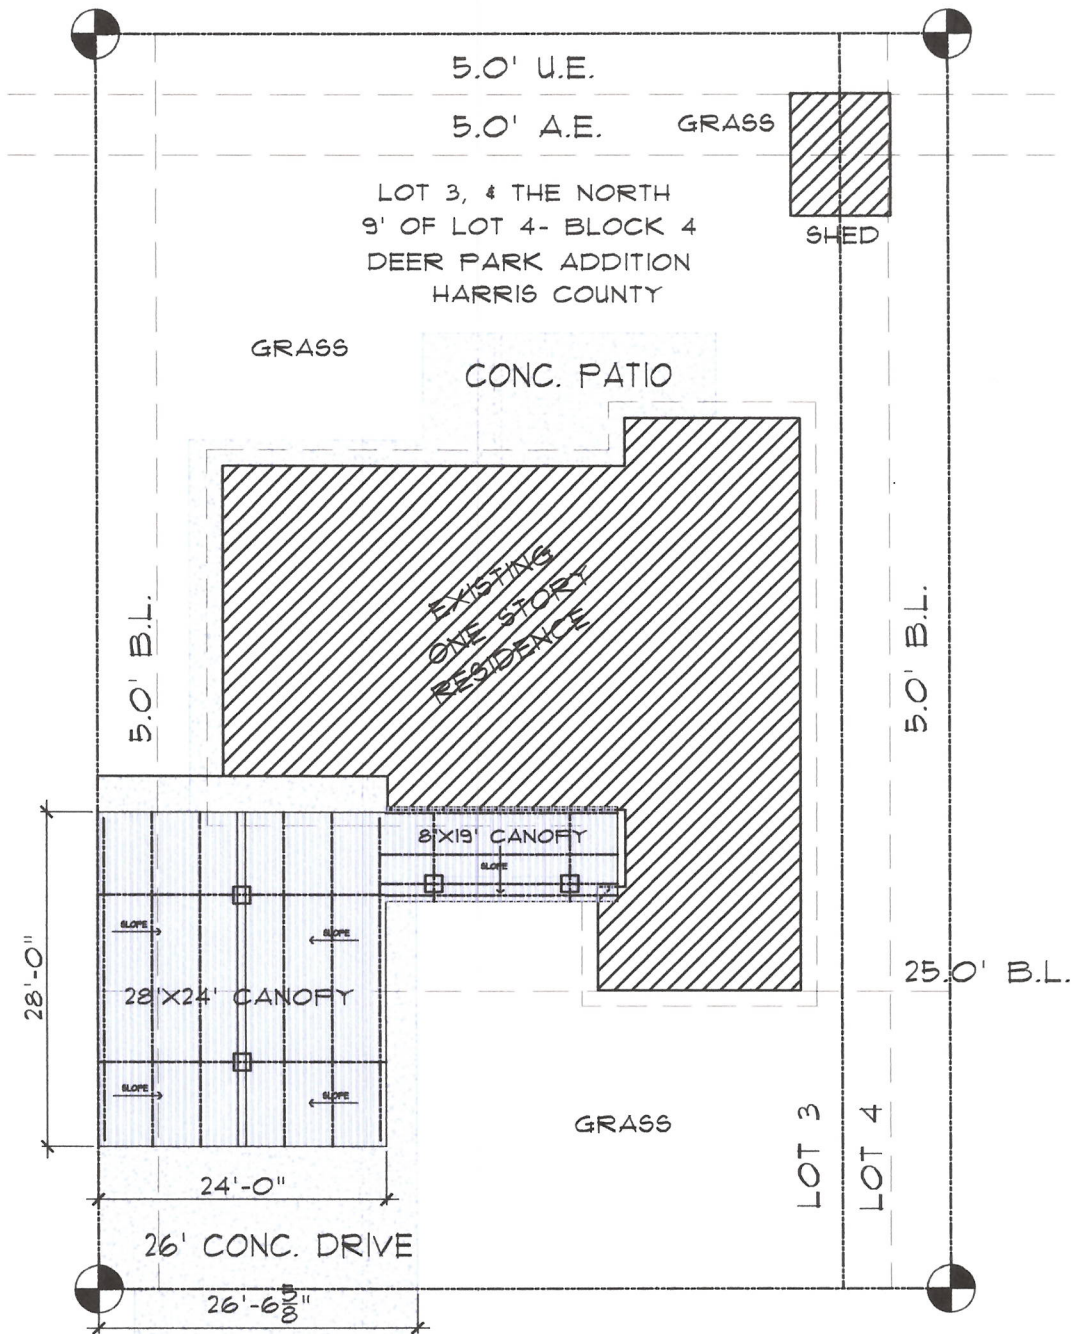 5.0' U.E.
5.0' A.E.
GRASS
LOT 3, & THE NORTH
9' OF LOT 4- BLOCK 4
DEER PARK ADDITION
HARRIS COUNTY
SHED
GRASS
CONC. PATIO
EXISTING
ONE STORY
RESIDENCE
5.0' B.L.
5.0' B.L.
8'X19' CANOPY
SLOPE
SLOPE
SLOPE
28'-0"
28'X24' CANOPY
25.0' B.L.
SLOPE
SLOPE
GRASS
LOT 3
LOT 4
24'-0"
26' CONC. DRIVE
26'-6 5/8"